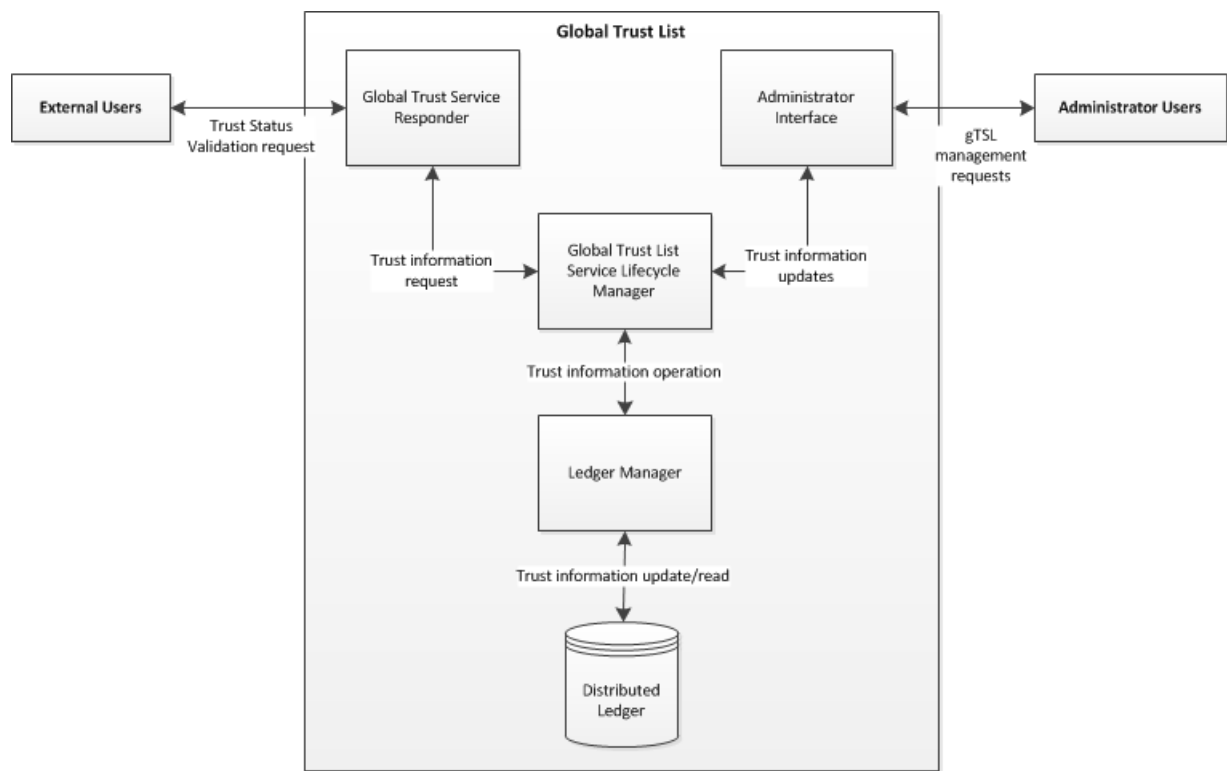 Global Trust List
External Users
Trust Status
Validation request
Global Trust Service
Responder
Administrator
Interface
gTSL
management
requests
Administrator Users
Trust information
request
Global Trust List
Service Lifecycle
Manager
Trust information
updates
Trust information operation
Ledger Manager
Trust information update/read
Distributed
Ledger